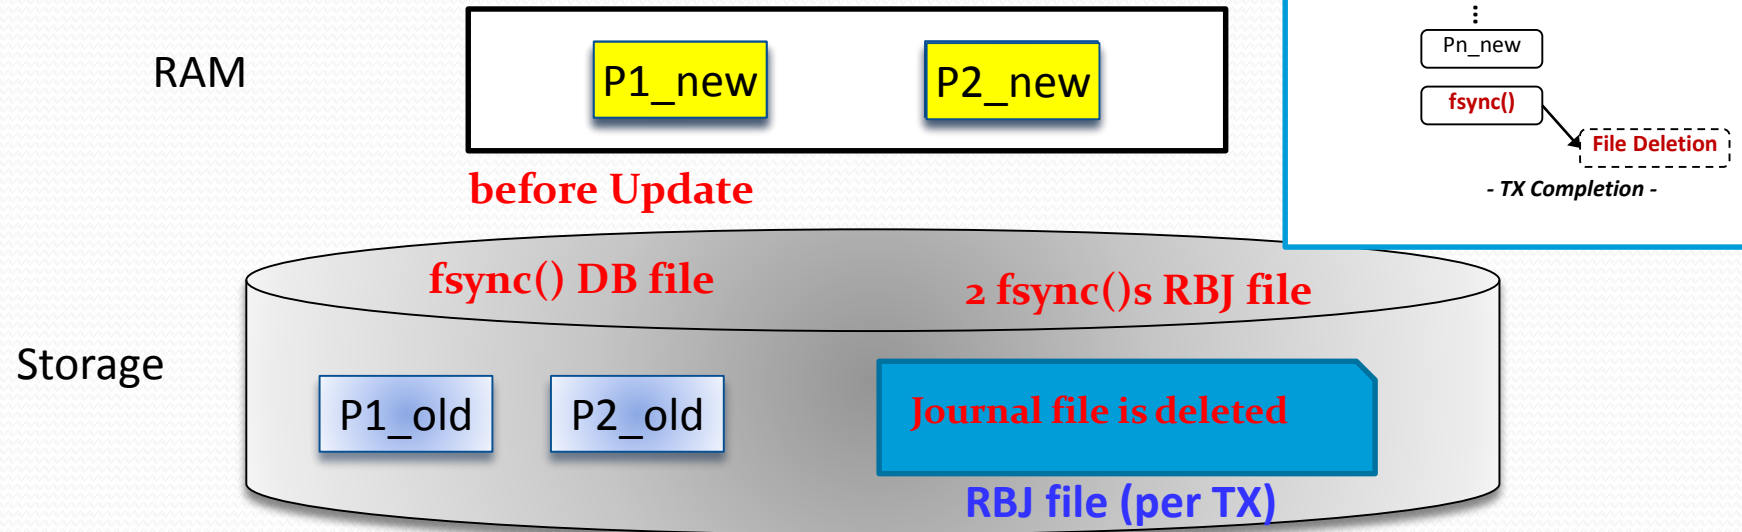 RAM
P1_new
P2_new
before Update
⋮
Pn_new
fsync()
File Deletion
- TX Completion -
fsync() DB file
2 fsync()s RBJ file
Storage
P1_old
P2_old
Journal file is deleted
RBJ file (per TX)